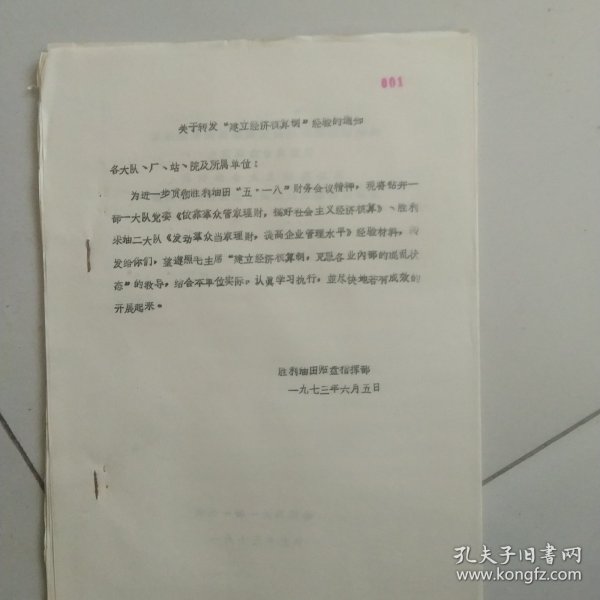 001
关于转发“建立经济核算制”经验的通知
各大队、厂、站、院及所属单位：
为进一步贯彻胜利油田“五·一八”财务会议精神，现将钻井一
部一大队党委《依靠群众管家理财，搞好社会主义经济核算》、胜利
采油二大队《发动群众当家理财，提高企业管理水平》经验材料，转
发给你们，望遵照毛主席“建立经济核算制，克服各业内部的混乱状
态”的教导，结合本单位实际，认真学习执行，并尽快地若有成效的
开展起来。
胜利油田临盘指挥部
一九七三年六月五日
孔夫子旧书网
www.kongfz.com